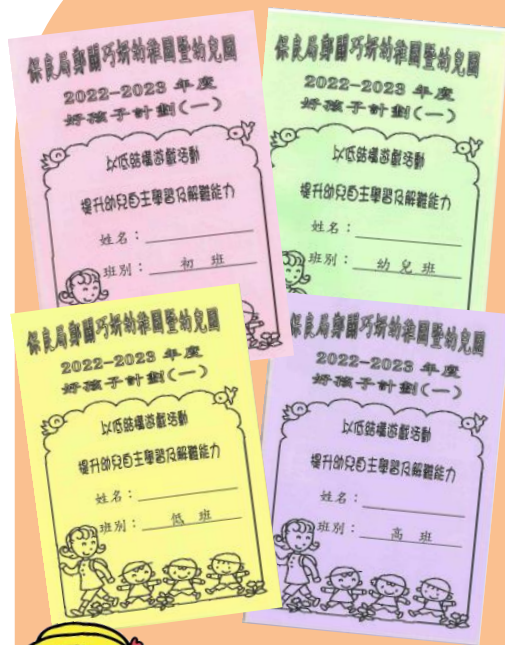 保良局鄭關巧妍幼稚園暨幼兒園
2022-2023 年度
好孩子計劃(一)
以低結構遊戲活動
提升幼兒自主學習及解難能力
姓名：
班別：初 班
保良局鄭關巧妍幼稚園暨幼兒園
2022-2023 年度
好孩子計劃(一)
以低結構遊戲活動
提升幼兒自主學習及解難能力
姓名：
班別：幼 兒 班
保良局鄭關巧妍幼稚園暨幼兒園
2022-2023 年度
好孩子計劃(一)
以低結構遊戲活動
提升幼兒自主學習及解難能力
姓名：
班別：低 班
保良局鄭關巧妍幼稚園暨幼兒園
2022-2023 年度
好孩子計劃(一)
以低結構遊戲活動
提升幼兒自主學習及解難能力
姓名：
班別：高 班